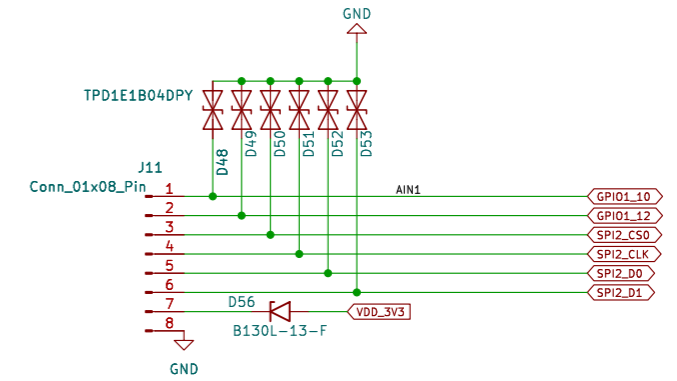 GND
TPD1E1B04DPY
D48
D49
D50
D51
D52
D53
J11
Conn_01x08_Pin
1
AIN1
GPIO1_10
2
GPIO1_12
3
SPI2_CS0
4
SPI2_CLK
5
SPI2_D0
6
SPI2_D1
7
D56
VDD_3V3
B130L-13-F
8
GND